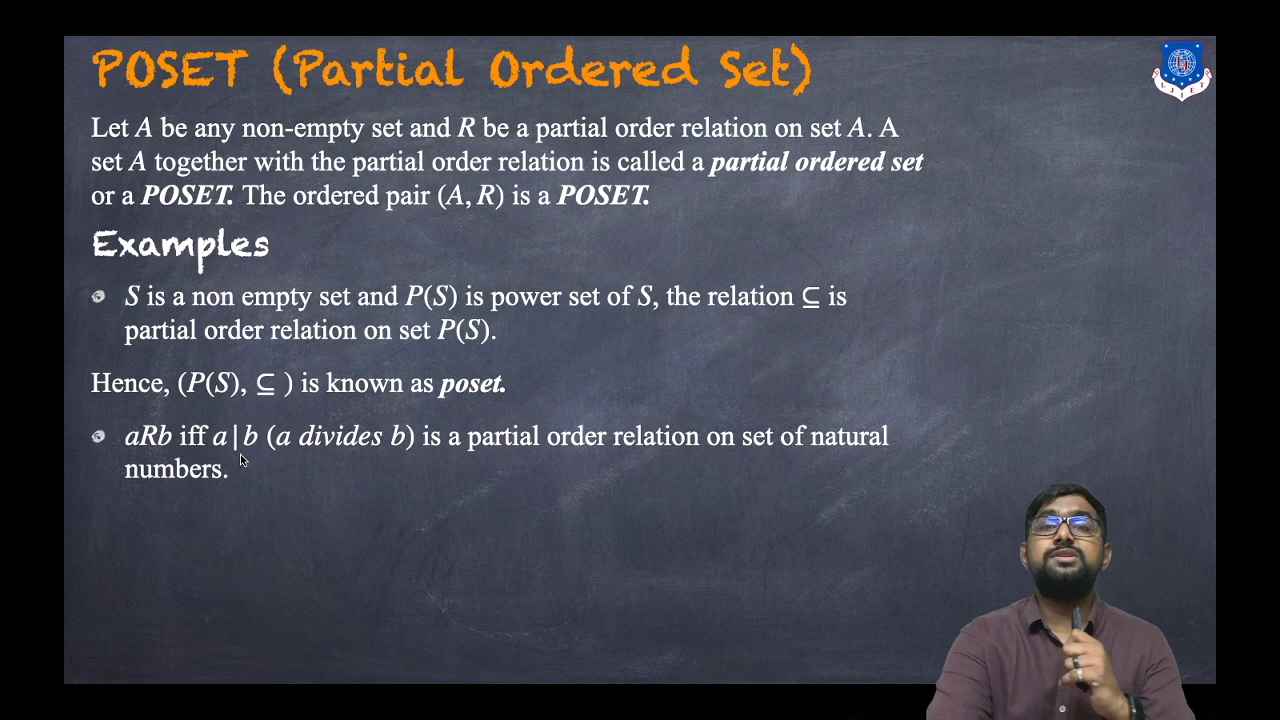 POSET (Partial Ordered Set)
Let A be any non-empty set and R be a partial order relation on set A. A
set A together with the partial order relation is called a partial ordered set
or a POSET. The ordered pair (A, R) is a POSET.
Examples
S is a non empty set and P(S) is power set of S, the relation ⊆ is
partial order relation on set P(S).
Hence, (P(S), ⊆ ) is known as poset.
aRb iff a | b (a divides b) is a partial order relation on set of natural
numbers.
L J I E T